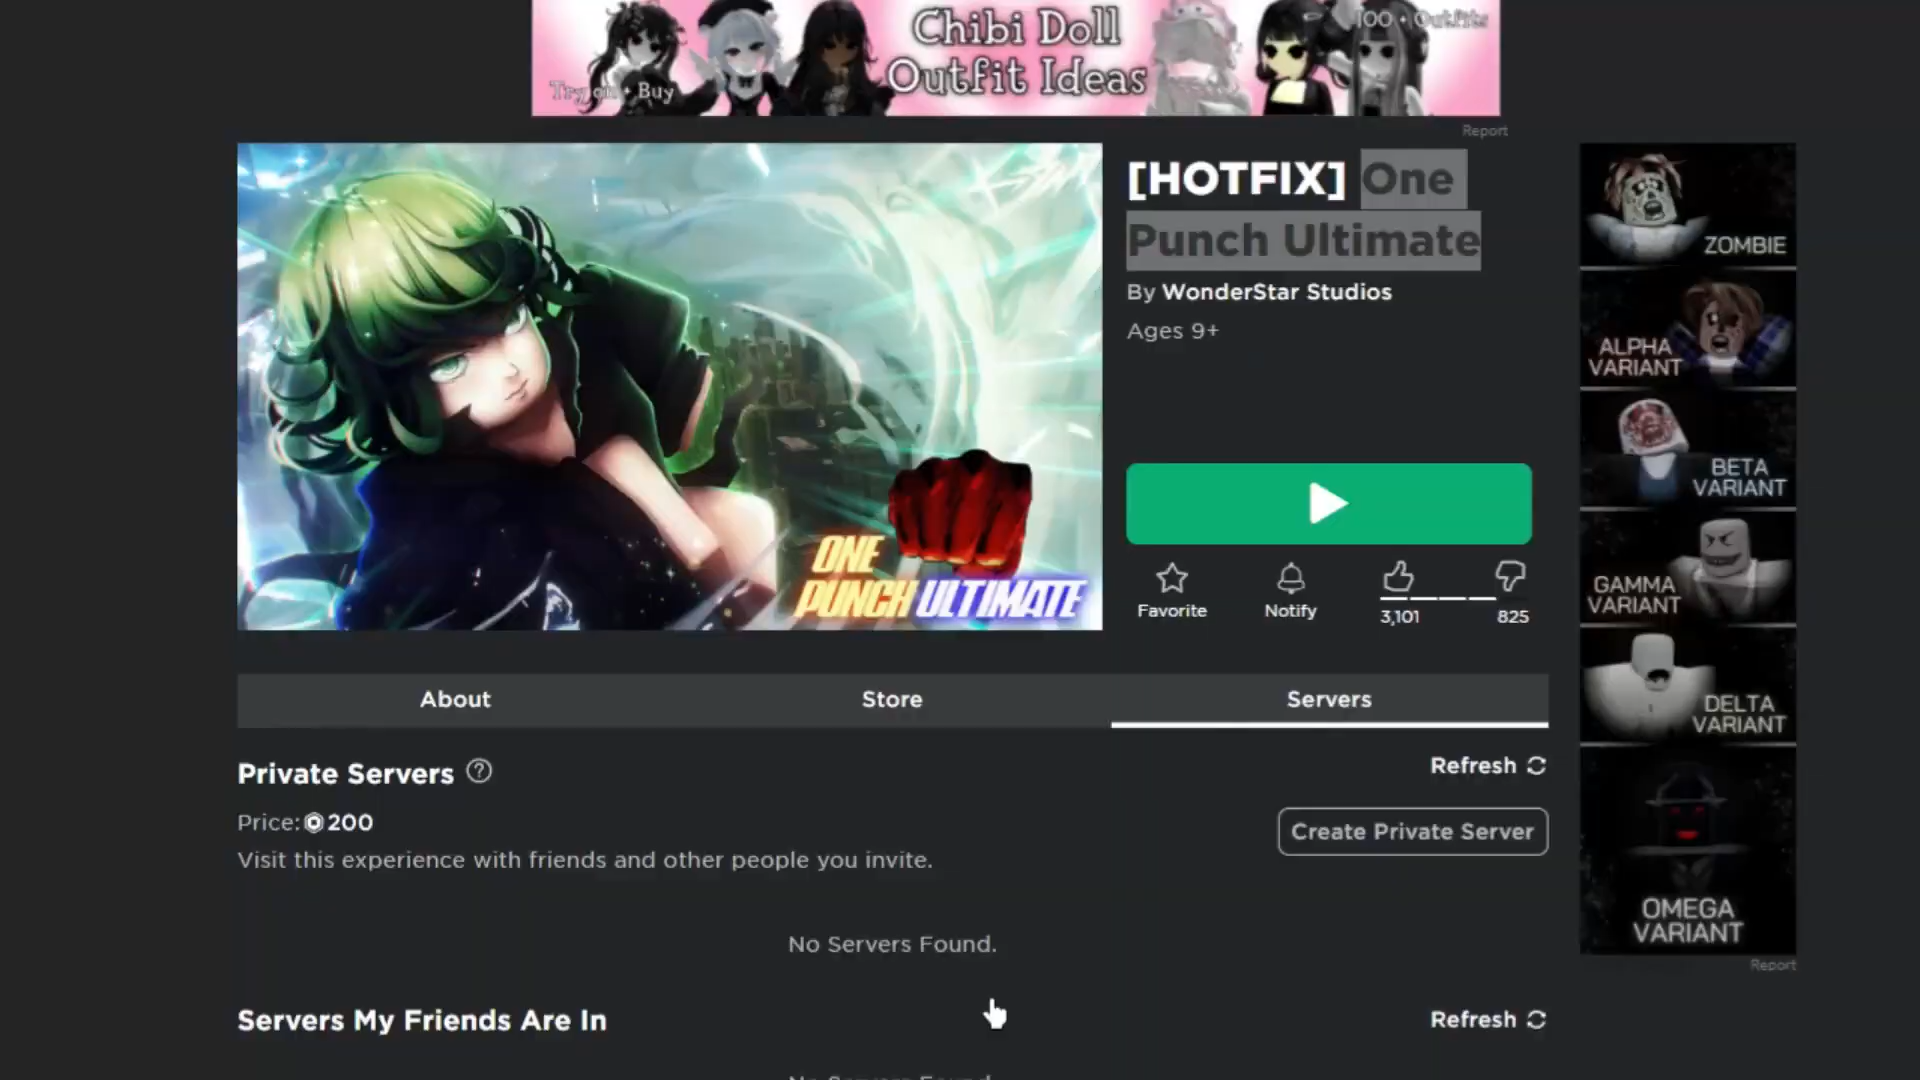 Chibi Doll
Outfit Ideas
100 + Outfits
Try on + Buy
Report
[HOTFIX] One
Punch Ultimate
By WonderStar Studios
Ages 9+
ONE
PUNCH ULTIMATE
Favorite
Notify
3,101
825
ZOMBIE
ALPHA
VARIANT
BETA
VARIANT
GAMMA
VARIANT
DELTA
VARIANT
OMEGA
VARIANT
Report
About
Store
Servers
Private Servers
Refresh
Price: 200
Create Private Server
Visit this experience with friends and other people you invite.
No Servers Found.
Servers My Friends Are In
Refresh